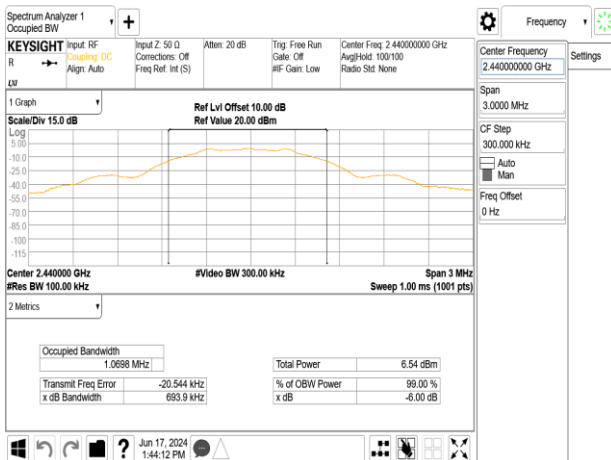 Spectrum Analyzer 1
Occupied BW
Frequency
KEYSIGHT
R
Input: RF
Coupling: DC
Align: Auto
Input Z: 50 Ω
Corrections: Off
Freq Ref: Int (S)
Atten: 20 dB
Trig: Free Run
Gate: Off
#IF Gain: Low
Center Freq: 2.440000000 GHz
Avg|Hold: 100/100
Radio Std: None
LXI
Center Frequency
2.440000000 GHz
Settings
Span
3.0000 MHz
CF Step
300.000 kHz
Auto
Man
Freq Offset
0 Hz
1 Graph
Scale/Div 15.0 dB
Ref Lvl Offset 10.00 dB
Ref Value 20.00 dBm
Log
5.00
-10.0
-25.0
-40.0
-55.0
-70.0
-85.0
-100
-115
Center 2.440000 GHz
#Video BW 300.00 kHz
Span 3 MHz
#Res BW 100.00 kHz
Sweep 1.00 ms (1001 pts)
2 Metrics
Occupied Bandwidth
1.0698 MHz
Total Power 6.54 dBm
Transmit Freq Error -20.544 kHz
% of OBW Power 99.00 %
x dB Bandwidth 693.9 kHz
x dB -6.00 dB
?
Jun 17, 2024
1:44:12 PM